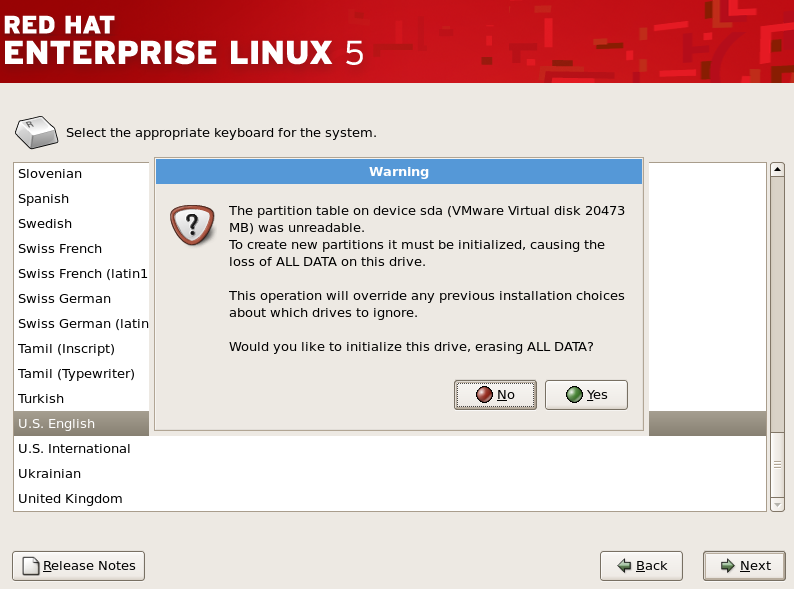 RED HAT
ENTERPRISE LINUX 5
R
Select the appropriate keyboard for the system.
Slovenian
Spanish
Swedish
Swiss French
Swiss French (latin1
Swiss German
Swiss German (latin
Tamil (Inscript)
Tamil (Typewriter)
Turkish
U.S. English
U.S. International
Ukrainian
United Kingdom
Warning
?
The partition table on device sda (VMware Virtual disk 20473
MB) was unreadable.
To create new partitions it must be initialized, causing the
loss of ALL DATA on this drive.
This operation will override any previous installation choices
about which drives to ignore.
Would you like to initialize this drive, erasing ALL DATA?
No
Yes
Release Notes
Back
Next